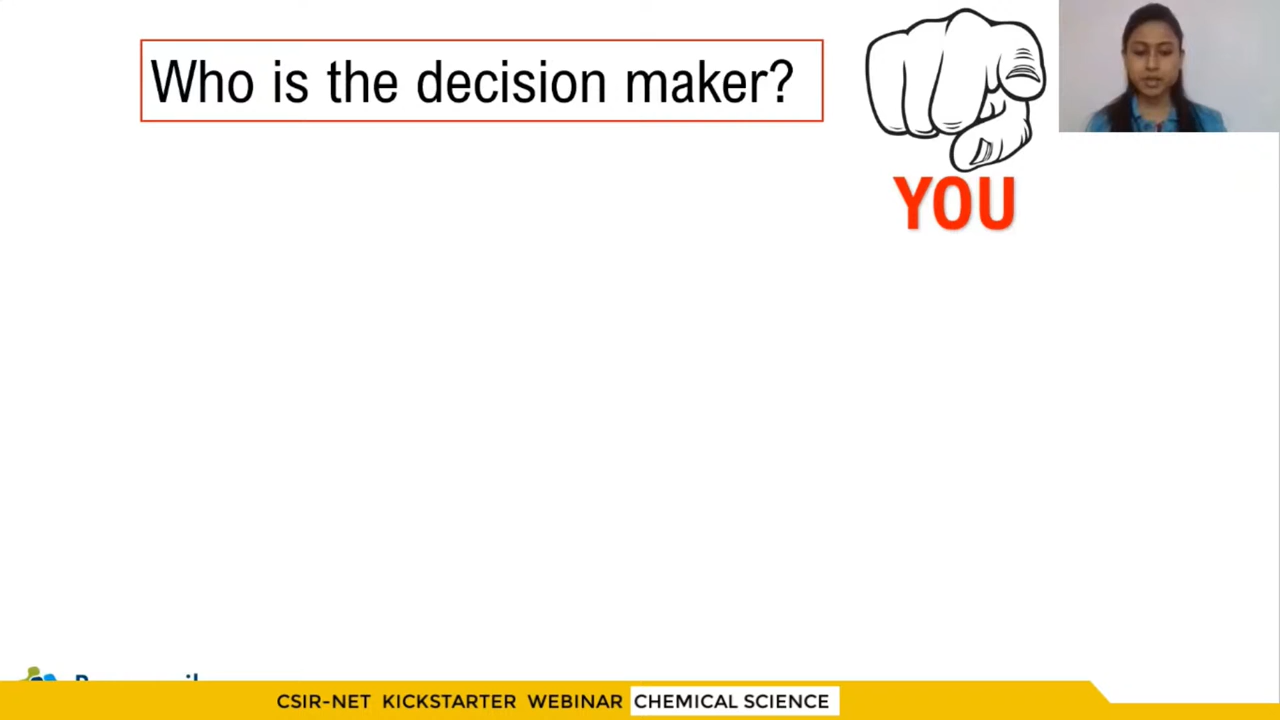 Who is the decision maker?
YOU
CSIR-NET KICKSTARTER WEBINAR CHEMICAL SCIENCE